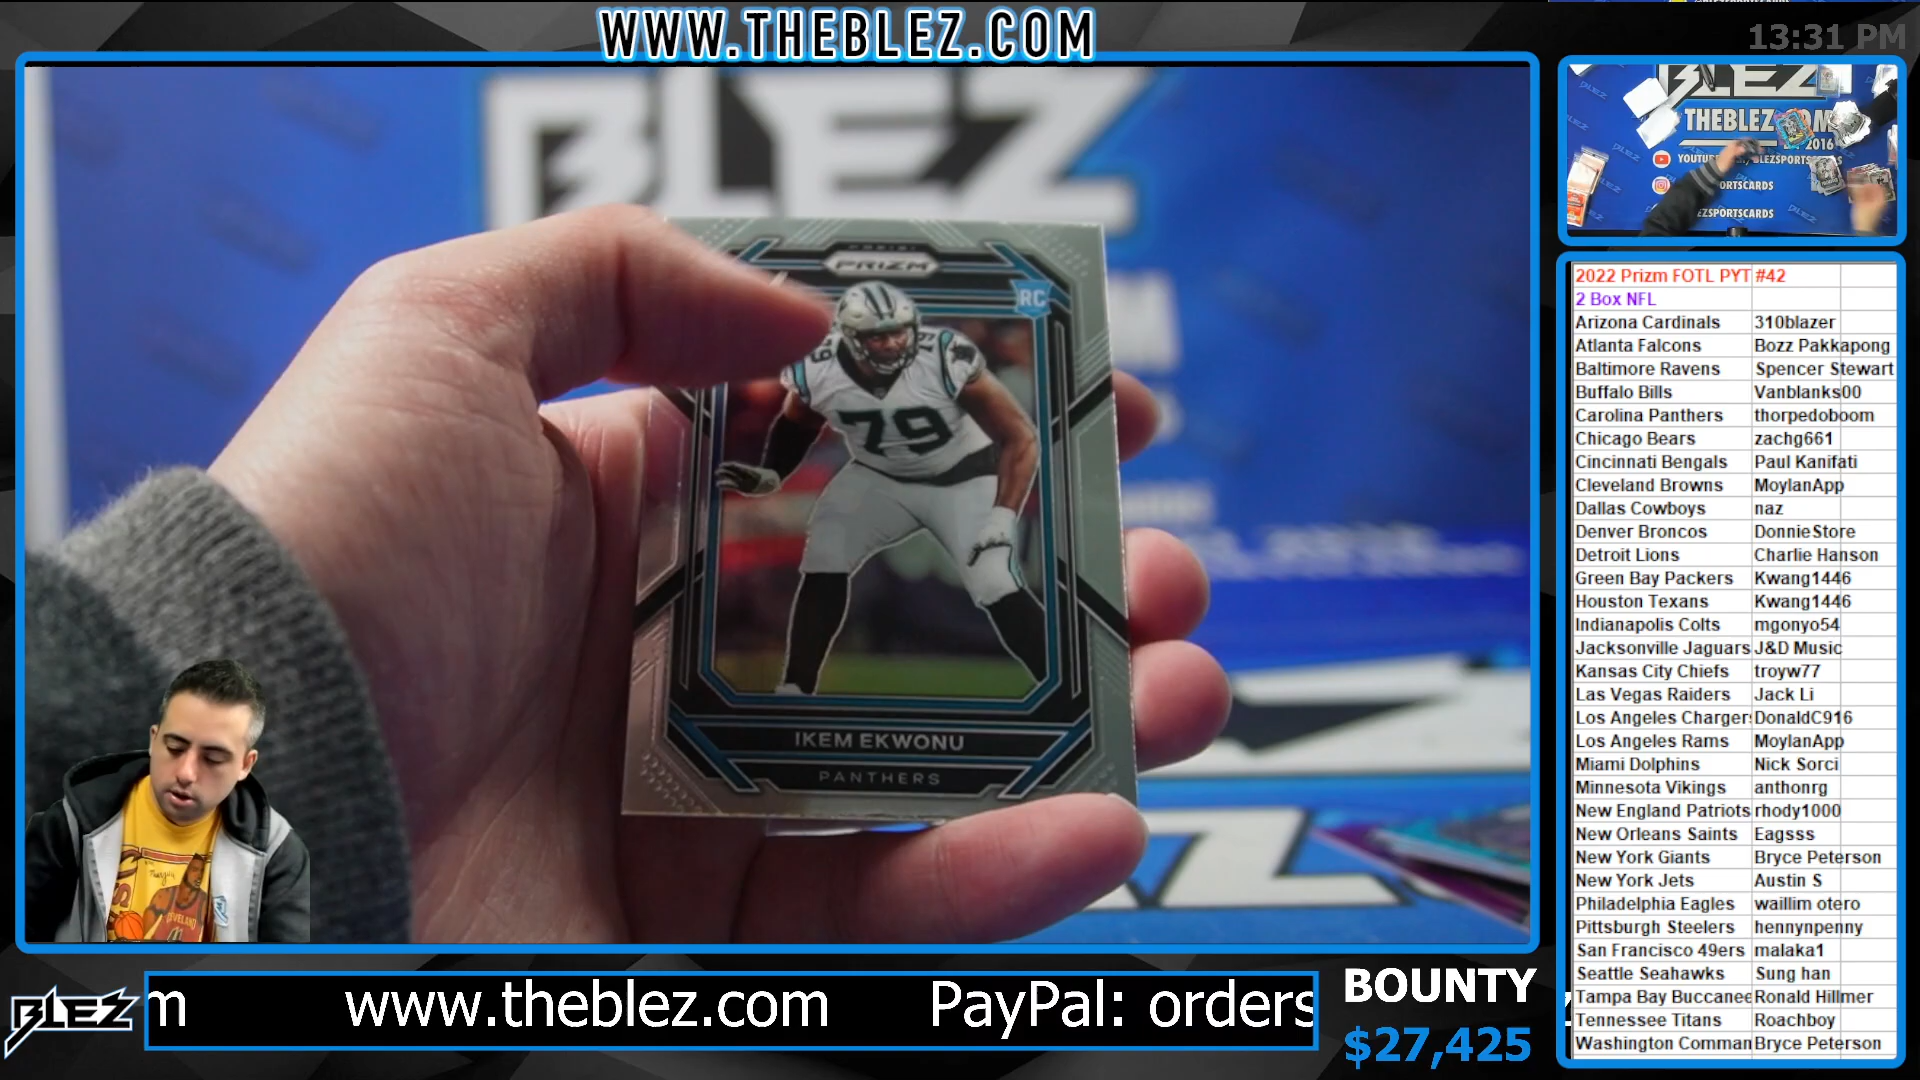 WWW.THEBLEZ.COM
13:31 PM
BLEZ
PRIZM
RC
79
79
IKEM EKWONU
PANTHERS
BLEZ
THEBLEZ
2016
ORTSCARDS
EZSPORTSCARDS
2022 Prizm FOTL PYT #42
2 Box NFL
Arizona Cardinals 310blazer
Atlanta Falcons Bozz Pakkapong
Baltimore Ravens Spencer Stewart
Buffalo Bills Vanblanks00
Carolina Panthers thorpedoboom
Chicago Bears zachg661
Cincinnati Bengals Paul Kanifati
Cleveland Browns MoylanApp
Dallas Cowboys naz
Denver Broncos DonnieStore
Detroit Lions Charlie Hanson
Green Bay Packers Kwang1446
Houston Texans Kwang1446
Indianapolis Colts mgonyo54
Jacksonville Jaguars J&D Music
Kansas City Chiefs troyw77
Las Vegas Raiders Jack Li
Los Angeles Chargers DonaldC916
Los Angeles Rams MoylanApp
Miami Dolphins Nick Sorci
Minnesota Vikings anthonrg
New England Patriots rhody1000
New Orleans Saints Eagsss
New York Giants Bryce Peterson
New York Jets Austin S
Philadelphia Eagles waillim otero
Pittsburgh Steelers hennynpenny
San Francisco 49ers malaka1
Seattle Seahawks Sung han
Tampa Bay Buccanee Ronald Hillmer
Tennessee Titans Roachboy
Washington Comman Bryce Peterson
BLEZ
m www.theblez.com PayPal: orders
BOUNTY
$27,425